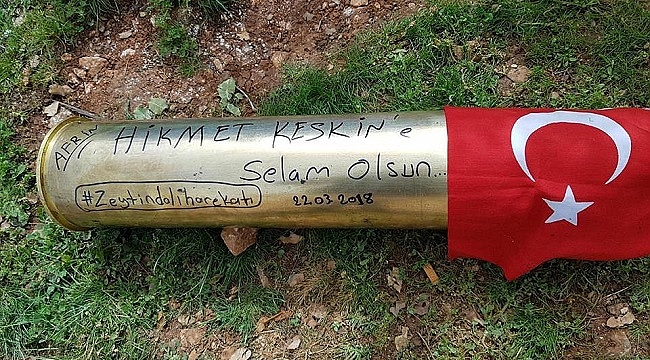 AFRİN
HİKMET KESKİN'e
Selam Olsun...
#Zeytindalıharekatı
22.03.2018